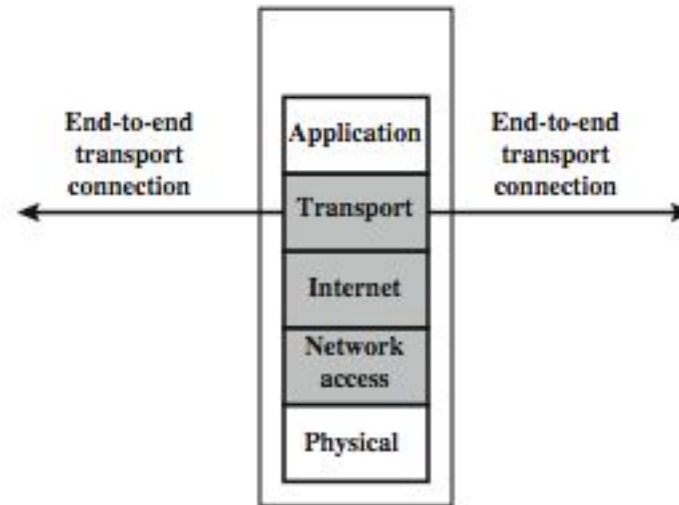 End-to-end
transport
connection
Application
Transport
Internet
Network
access
Physical
End-to-end
transport
connection